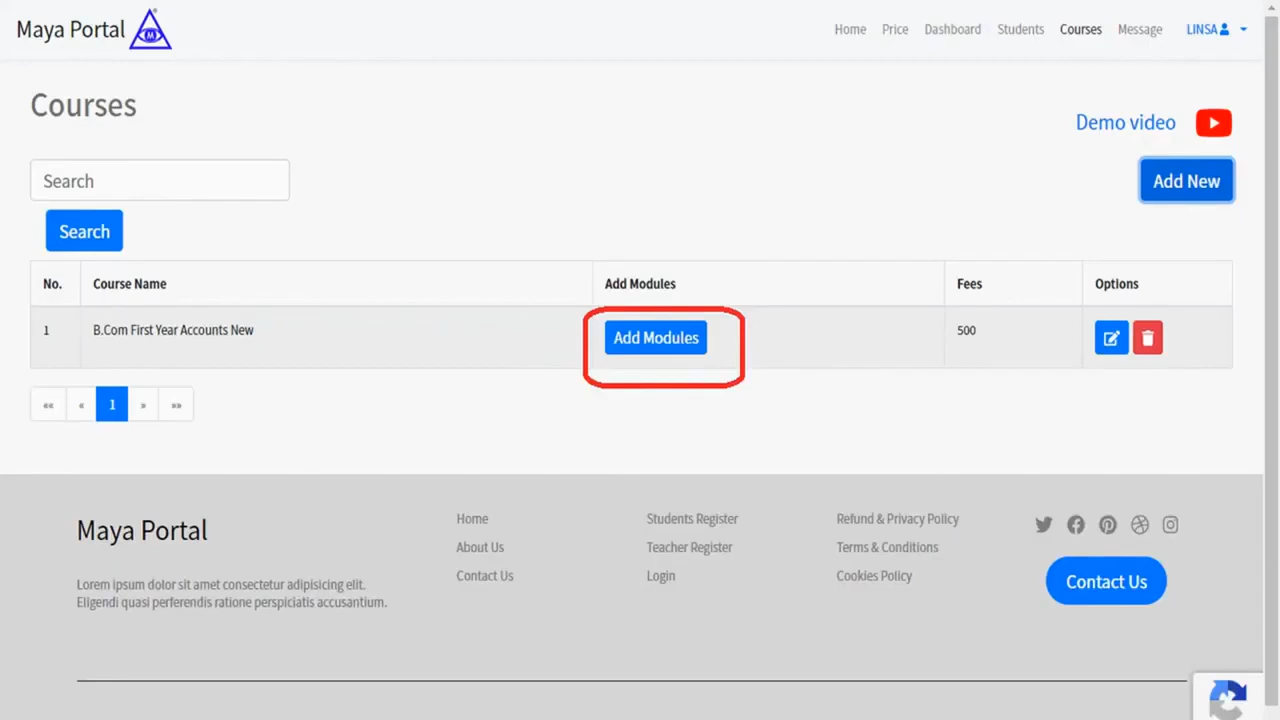 Maya Portal
Home Price Dashboard Students Courses Message LINSA
Courses
Demo video
Search
Add New
Search
No. Course Name Add Modules Fees Options
1 B.Com First Year Accounts New Add Modules 500
«« « 1 » »»
Maya Portal
Lorem ipsum dolor sit amet consectetur adipisicing elit.
Eligendi quasi perferendis ratione perspiciatis accusantium.
Home
About Us
Contact Us
Students Register
Teacher Register
Login
Refund & Privacy Policy
Terms & Conditions
Cookies Policy
Contact Us